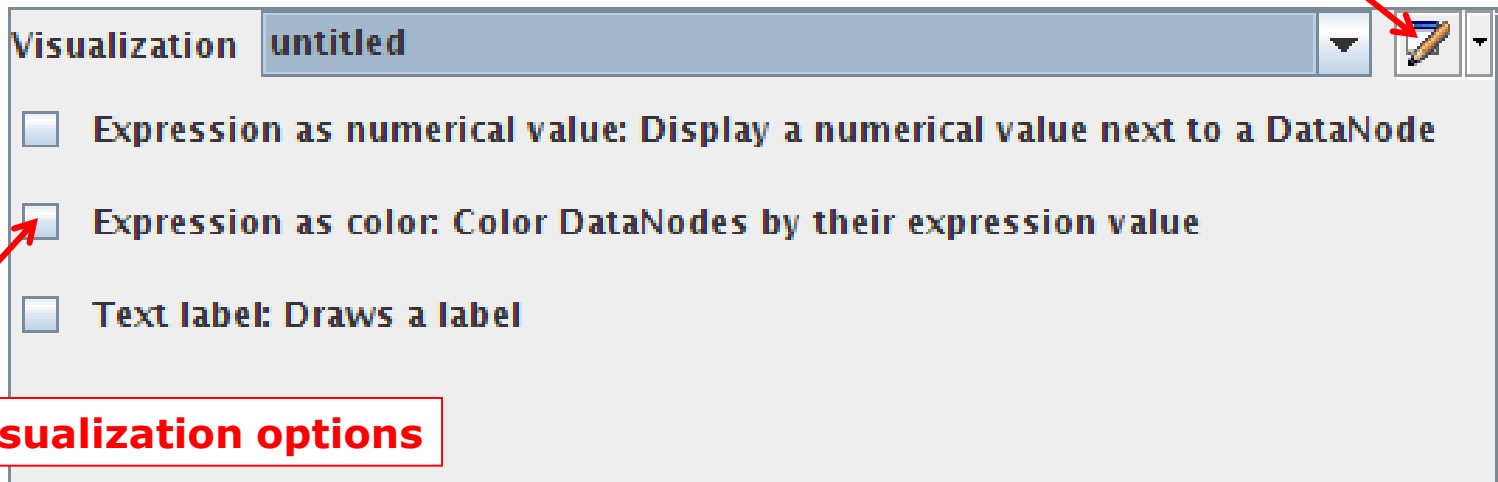 Visualization untitled
Expression as numerical value: Display a numerical value next to a DataNode
Expression as color: Color DataNodes by their expression value
Text label: Draws a label
sualization options